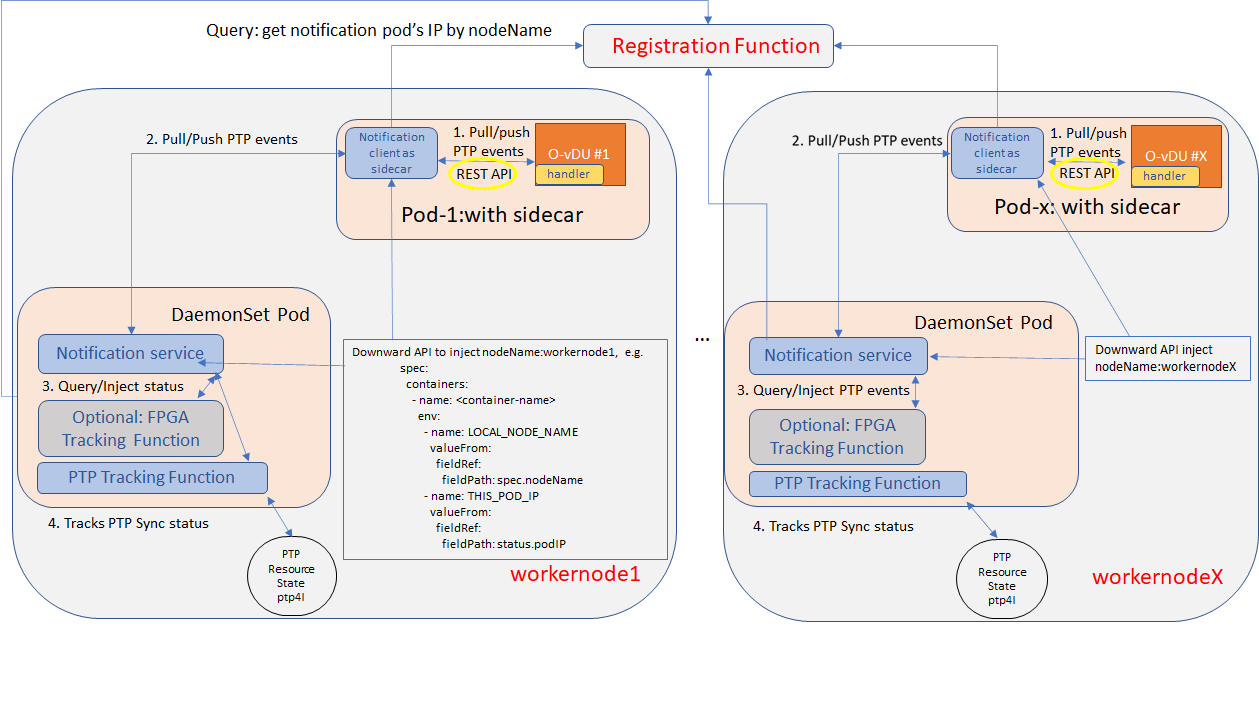 Query: get notification pod's IP by nodeName
Registration Function
2. Pull/Push PTP events
Notification
client as
sidecar
1. Pull/push
PTP events
REST API
O-vDU #1
handler
Pod-1:with sidecar
DaemonSet Pod
Notification service
3. Query/Inject status
Optional: FPGA
Tracking Function
PTP Tracking Function
4. Tracks PTP Sync status
PTP
Resource
State
ptp4l
Downward API to inject nodeName:workernode1, e.g.
spec:
containers:
- name: <container-name>
env:
- name: LOCAL_NODE_NAME
valueFrom:
fieldRef:
fieldPath: spec.nodeName
- name: THIS_POD_IP
valueFrom:
fieldRef:
fieldPath: status.podIP
workernode1
...
2. Pull/Push PTP events
Notification
client as
sidecar
1. Pull/push
PTP events
REST API
O-vDU #X
handler
Pod-x: with sidecar
DaemonSet Pod
Notification service
3. Query/Inject PTP events
Optional: FPGA
Tracking Function
PTP Tracking Function
4. Tracks PTP Sync status
PTP
Resource
State
ptp4l
Downward API inject
nodeName:workernodeX
workernodeX